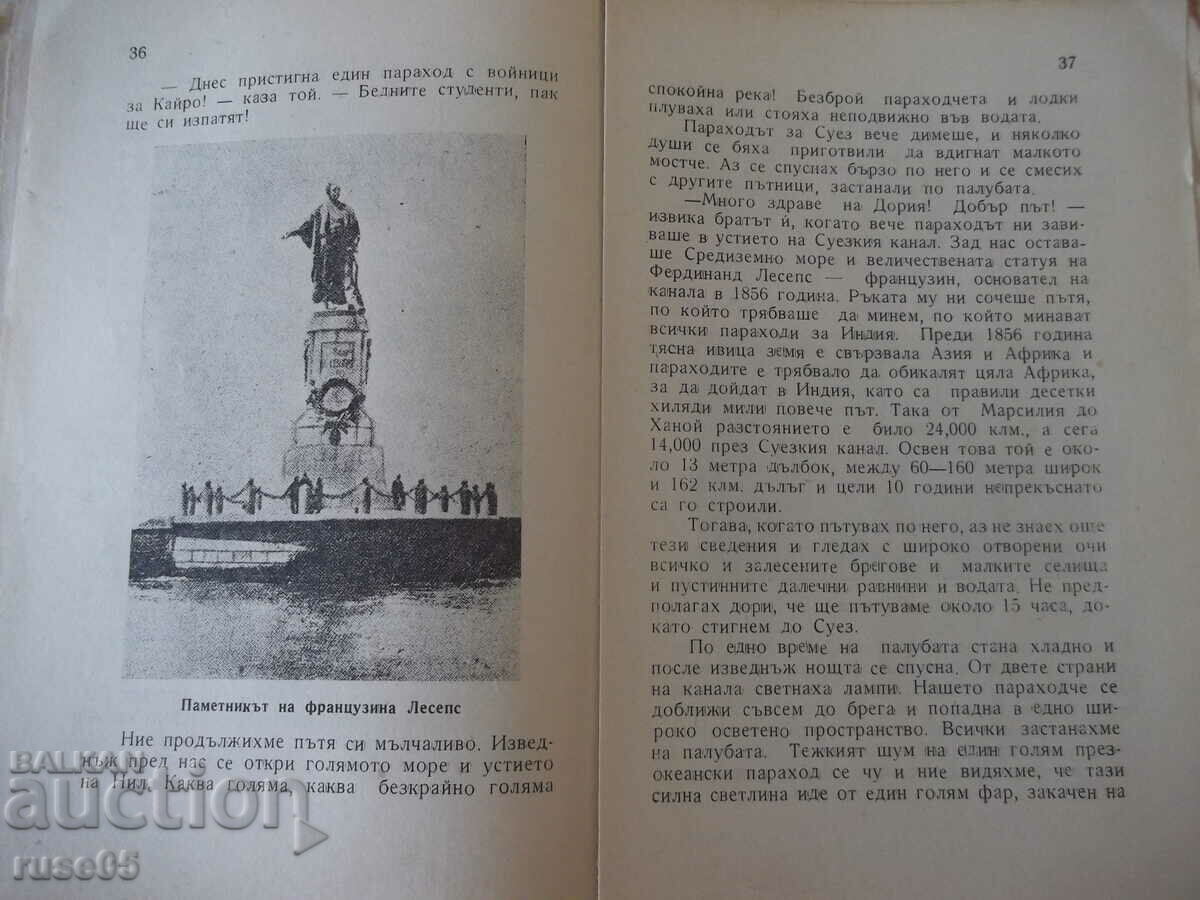 36
— Днес пристигна един параход с войници
за Кайро! — каза той. — Белните студенти, пак
ще си изпатят!
Паметникът на французина Лесепс
Ние продължихме пътя си мълчаливо. Извед-
нъж пред нас се откри голямото море и устието
на Нил. Каква голяма, каква безкрайно голяма
37
спокойна река! Безброй параходчета и лодки
плуваха или стояха неподвижно във водата.
Параходът за Суез вече димеше, и няколко
души се бяха приготвили да вдигнат малкото
мостче. Аз се спуснах бързо по него и се смесих
с другите пътници, застанали по палубата.
—Много здраве на Дория! Добър път! —
извика братът ѝ, когато вече параходът ни зави-
ваше в устието на Суезкия канал. Зад нас остава-
ше Средиземно море и величествената статуя на
Фердинанд Лесепс — французин, основател на
канала в 1856 година. Ръката му ни сочеше пътя,
по който трябваше да минем, по който минават
всички параходи за Индия. Преди 1856 година
тясна ивица земя е свързвала Азия и Африка и
параходите е трябвало да обикалят цяла Африка,
за да дойдат в Индия, като са правили десетки
хиляди мили повече път. Така от Марсилия до
Ханой разстоянието е било 24,000 клм., а сега
14,000 през Суезкия канал. Освен това той е око-
ло 13 метра дълбок, между 60—160 метра широк
и 162 клм. дълъг и цели 10 години непрекъснато
са го строили.
Тогава, когато пътувах по него, аз не знаех още
тези сведения и гледах с широко отворени очи
всичко и залесените брегове и малките селища
и пустинните далечни равнини и водата. Не пред-
полагах дори, че ще пътуваме около 15 часа, до-
като стигнем до Суез.
По едно време на палубата стана хладно и
после изведнъж нощта се спусна. От двете страни
на канала светнаха лампи. Нашето параходче се
доближи съвсем до брега и попадна в едно ши-
роко осветено пространство. Всички застанахме
на палубата. Тежкият шум на един голям през-
океански параход се чу и ние видяхме, че тази
силна светлина иде от един голям фар, закачен на
BALKAN
auction
ruse05